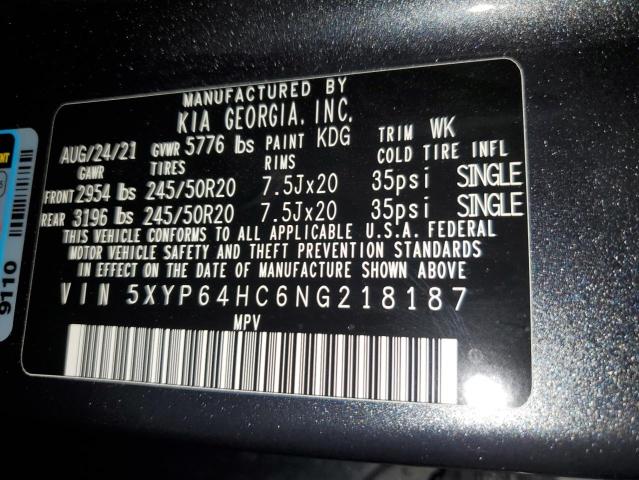 MANUFACTURED BY
KIA GEORGIA, INC.
AUG/24/21 GVWR 5776 lbs PAINT KDG TRIM WK
GAWR TIRES RIMS COLD TIRE INFL
FRONT 2954 lbs 245/50R20 7.5Jx20 35psi SINGLE
REAR 3196 lbs 245/50R20 7.5Jx20 35psi SINGLE
THIS VEHICLE CONFORMS TO ALL APPLICABLE U.S.A. FEDERAL
MOTOR VEHICLE SAFETY AND THEFT PREVENTION STANDARDS
IN EFFECT ON THE DATE OF MANUFACTURE SHOWN ABOVE
VIN 5XYP64HC6NG218187
MPV
9110